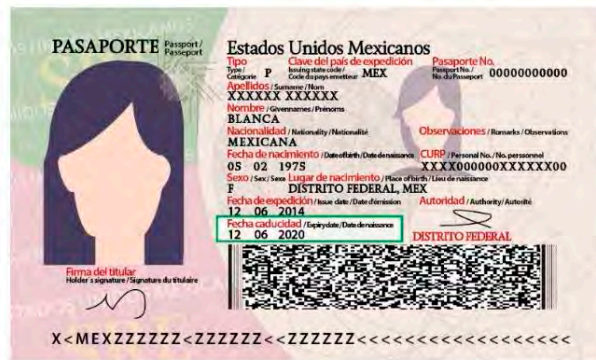 PASAPORTE Passport / Passeport
Estados Unidos Mexicanos
Tipo Clave del país de expedición Pasaporte No.
Type / Catégorie P Issuing state code / Code du pays emetteur MEX Passport No. / No. du Passeport 00000000000
Apellidos / Surname / Nom
XXXXXX XXXXXX
Nombre / Givennames / Prénoms
BLANCA
Nacionalidad / Nationality / Nationalité Observaciones / Romarks / Observations
MEXICANA
Fecha de nacimiento / Date of lirth / Date de naissance CURP / Personal No. / No. personnel
05 02 1975 XXXX000000XXXXXX00
Sexo / Sex / Sexe Lugar de nacimiento / Place of birth / Lieu de naissance
F DISTRITO FEDERAL, MEX
Fecha de expedición / Issue date / Date d'émission Autoridad / Authority / Autorité
12 06 2014
Fecha caducidad / Expiry date / Date de naissance
12 06 2020 DISTRITO FEDERAL
Firma del titular
Holder s signature / Signature du titulaire
X<MEXZZZZZZ<ZZZZZZ<<ZZZZZZ<<<<<<<<<<<<<<<<<<